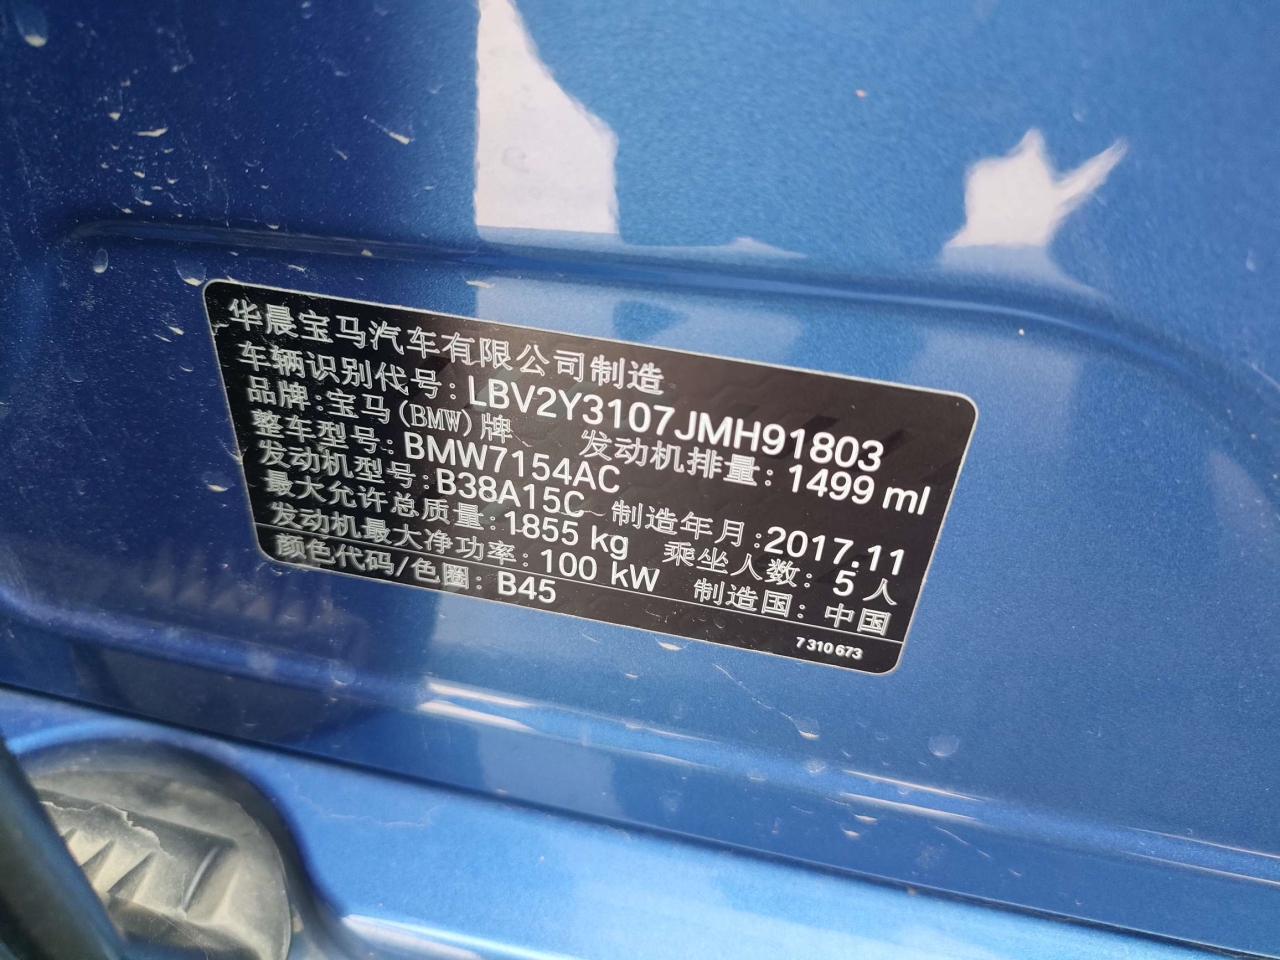 华晨宝马汽车有限公司制造
车辆识别代号: LBV2Y3107JMH91803
品牌: 宝马(BMW)牌 发动机排量: 1499 ml
整车型号: BMW7154AC
发动机型号: B38A15C 制造年月: 2017.11
最大允许总质量: 1855 kg 乘坐人数: 5 人
发动机最大净功率: 100 kW 制造国: 中国
颜色代码/色圈: B45
7 310 673